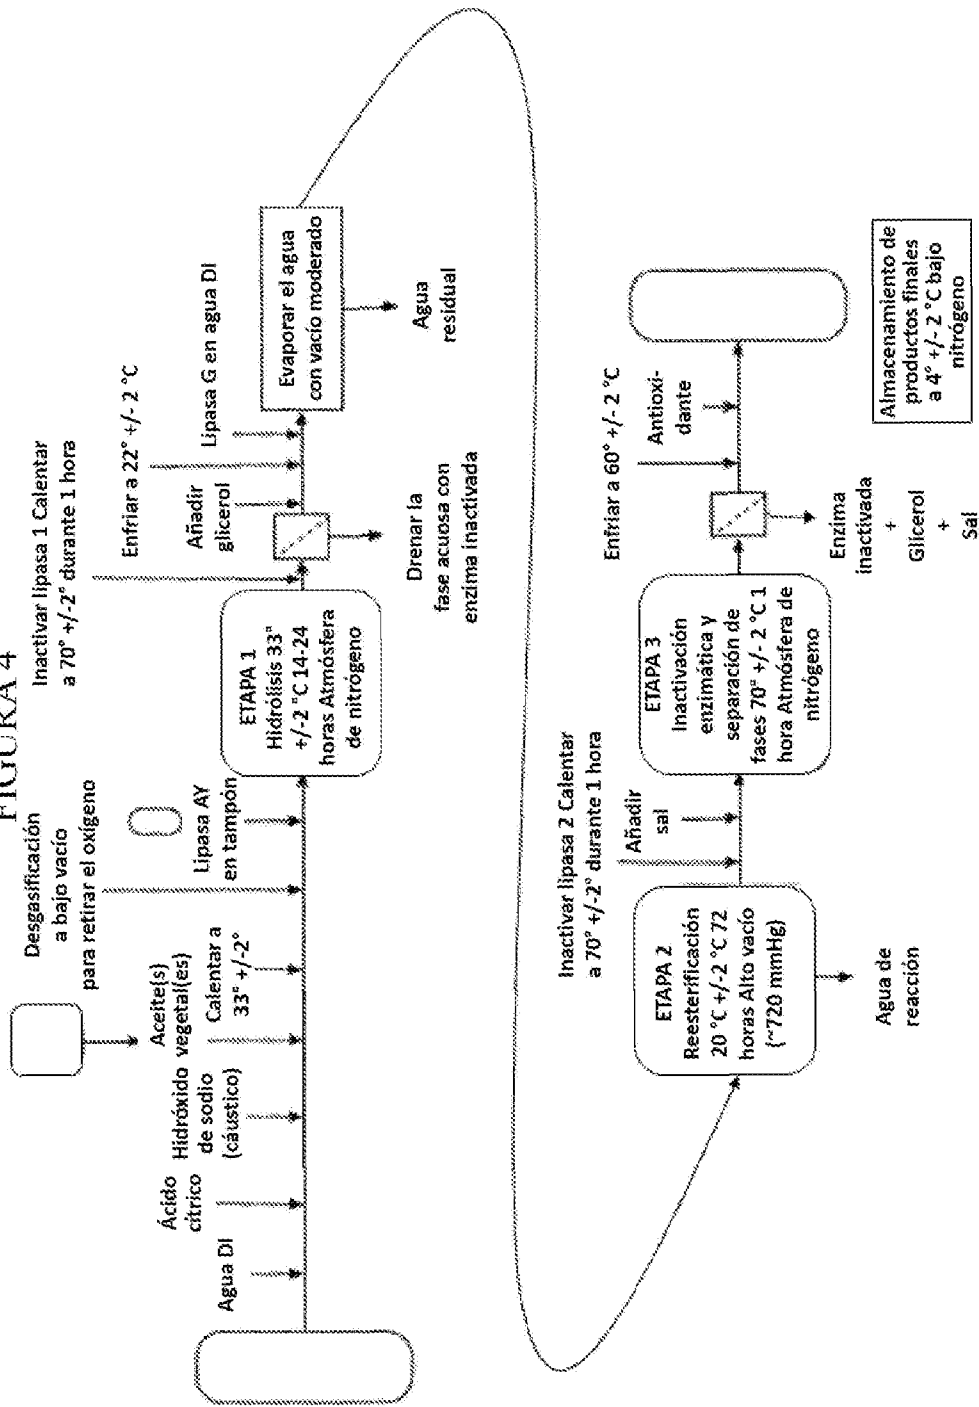 FIGURA 4
Agua DI
Ácido
cítrico
Hidróxido
de sodio
(cáustico)
Aceite(s)
vegetal(es)
Calentar a
33° +/-2°
Desgasificación
a bajo vacío
para retirar el oxígeno
Lipasa AY
en tampón
ETAPA 1
Hidrólisis 33°
+/-2 °C 14-24
horas Atmósfera
de nitrógeno
Inactivar lipasa 1 Calentar
a 70° +/-2° durante 1 hora
Enfriar a 22° +/- 2 °C
Añadir
glicerol
Lipasa G en agua DI
Drenar la
fase acuosa con
enzima inactivada
Evaporar el agua
con vacío moderado
Agua
residual
ETAPA 2
Reesterificación
20 °C +/-2 °C 72
horas Alto vacío
(~720 mmHg)
Agua de
reacción
Inactivar lipasa 2 Calentar
a 70° +/-2° durante 1 hora
Añadir
sal
ETAPA 3
Inactivación
enzimática y
separación de
fases 70° +/- 2 °C 1
hora Atmósfera de
nitrógeno
Enzima
inactivada
+
Glicerol
+
Sal
Enfriar a 60° +/- 2 °C
Antioxi-
dante
Almacenamiento de
productos finales
a 4° +/- 2 °C bajo
nitrógeno